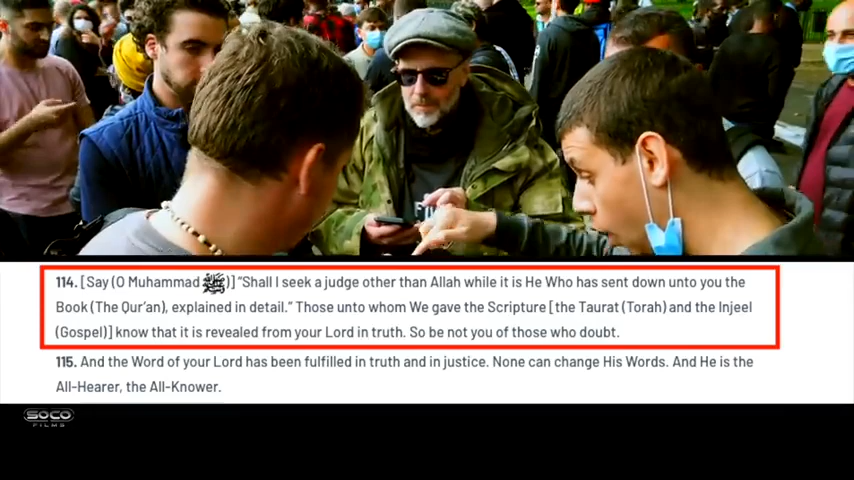 114. [Say (O Muhammad ﷺ)] "Shall I seek a judge other than Allah while it is He Who has sent down unto you the
Book (The Qur'an), explained in detail." Those unto whom We gave the Scripture [the Taurat (Torah) and the Injeel
(Gospel)] know that it is revealed from your Lord in truth. So be not you of those who doubt.
115. And the Word of your Lord has been fulfilled in truth and in justice. None can change His Words. And He is the
All-Hearer, the All-Knower.
SOCO
FILMS